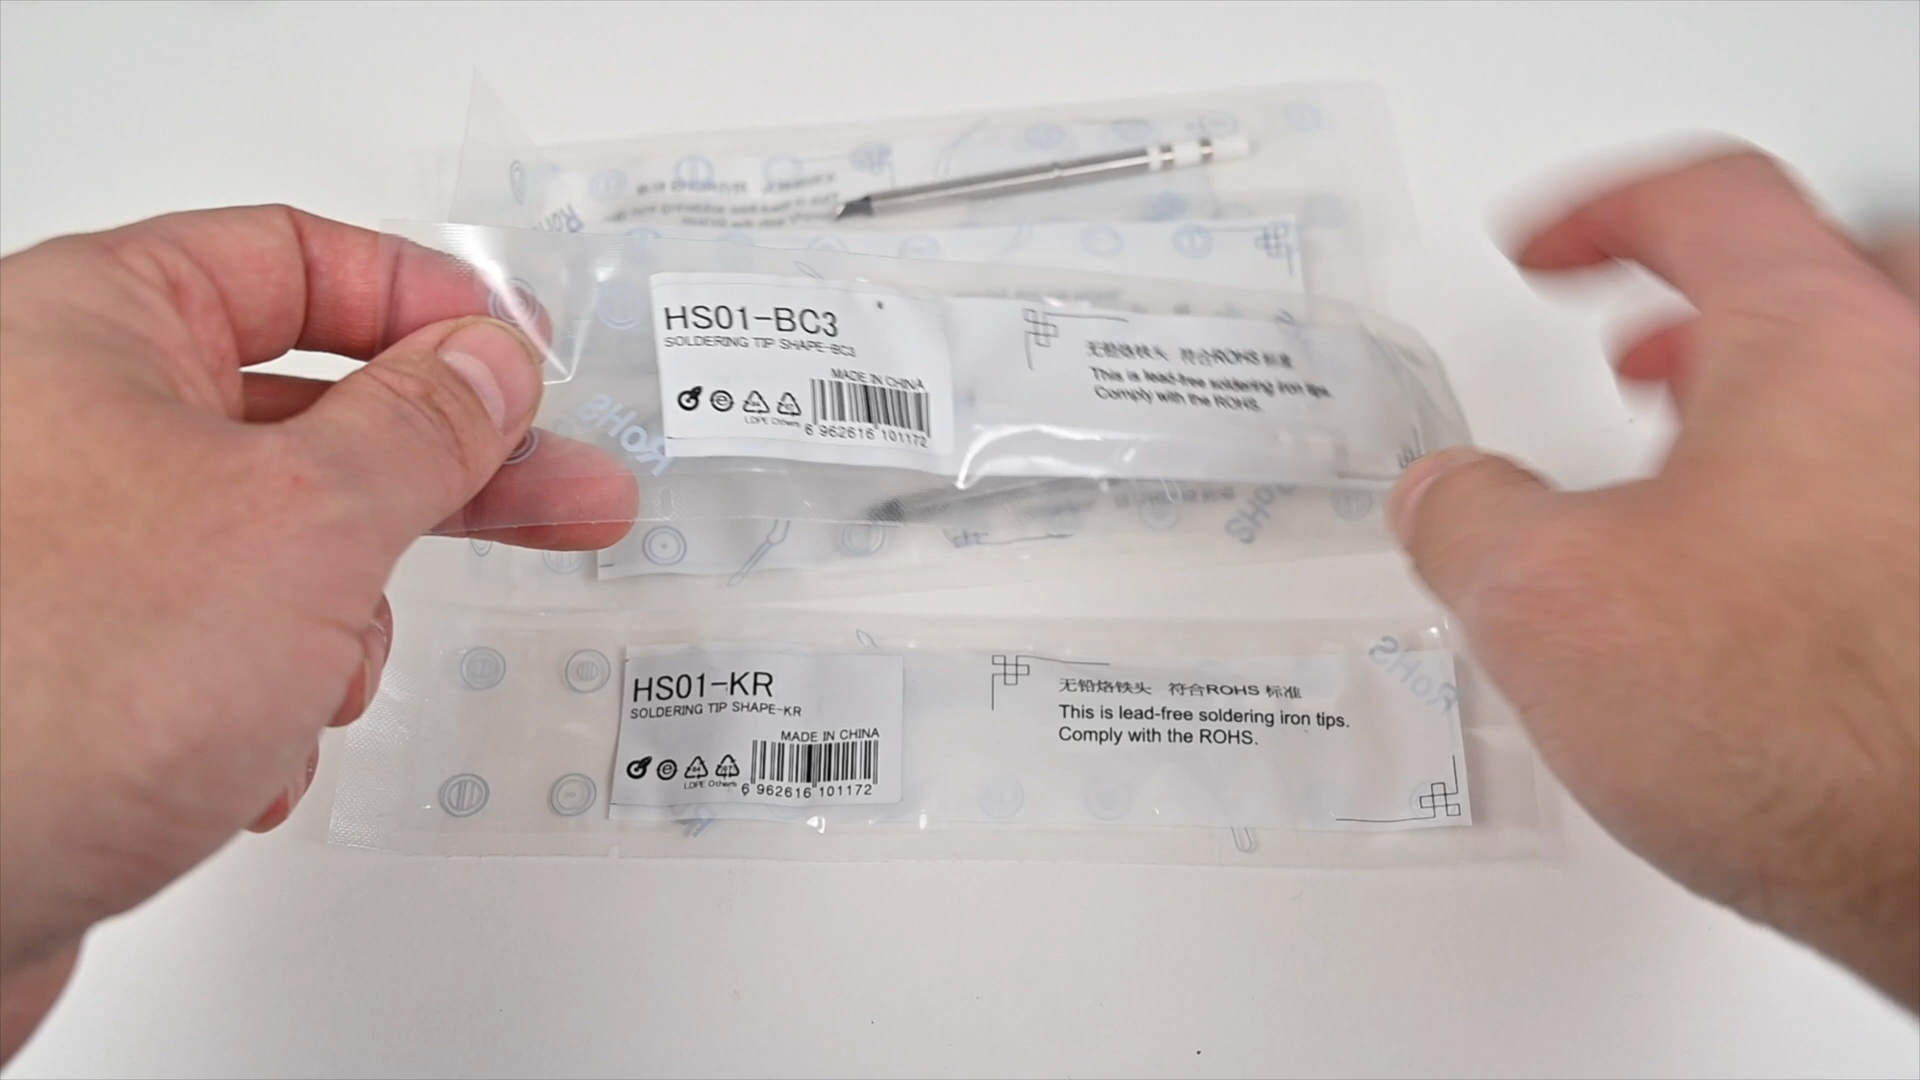 RoHS
HS01-BC3
SOLDERING TIP SHAPE-BC3
MADE IN CHINA
LDPE Others
6 962616 101172
无铅烙铁头 符合ROHS 标准
This is lead-free soldering iron tips.
Comply with the ROHS.
RoHS
RoHS
HS01-KR
SOLDERING TIP SHAPE-KR
MADE IN CHINA
LDPE Others
6 962616 101172
无铅烙铁头 符合ROHS 标准
This is lead-free soldering iron tips.
Comply with the ROHS.
RoHS